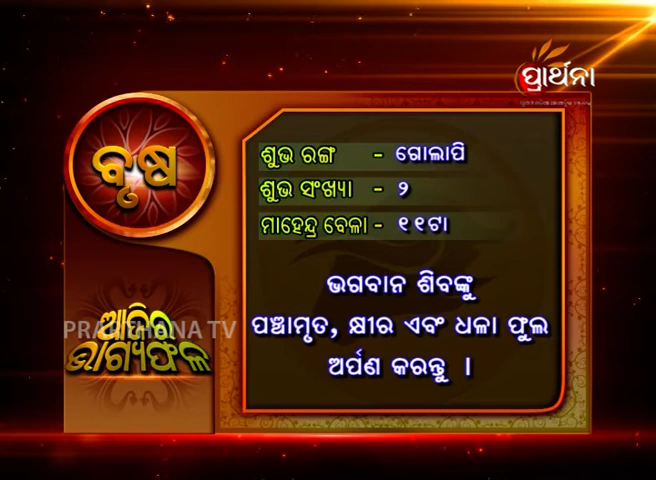 ପ୍ରାର୍ଥନା
ବୃଷ
ଶୁଭ ରଙ୍ଗ - ଗୋଲାପି
ଶୁଭ ସଂଖ୍ୟା - ୨
ମାହେନ୍ଦ୍ର ବେଳା - ୧୧ଟା
ଭଗବାନ ଶିବଙ୍କୁ
ପଞ୍ଚାମୃତ, କ୍ଷୀର ଏବଂ ଧଳା ଫୁଲ
ଅର୍ପଣ କରନ୍ତୁ ।
PRARTHANA TV
ଆଜିର
ଭାଗ୍ୟଫଳ